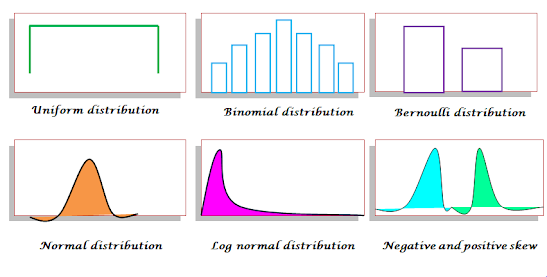 Uniform distribution
Binomial distribution
Bernoulli distribution
Normal distribution
Log normal distribution
Negative and positive skew